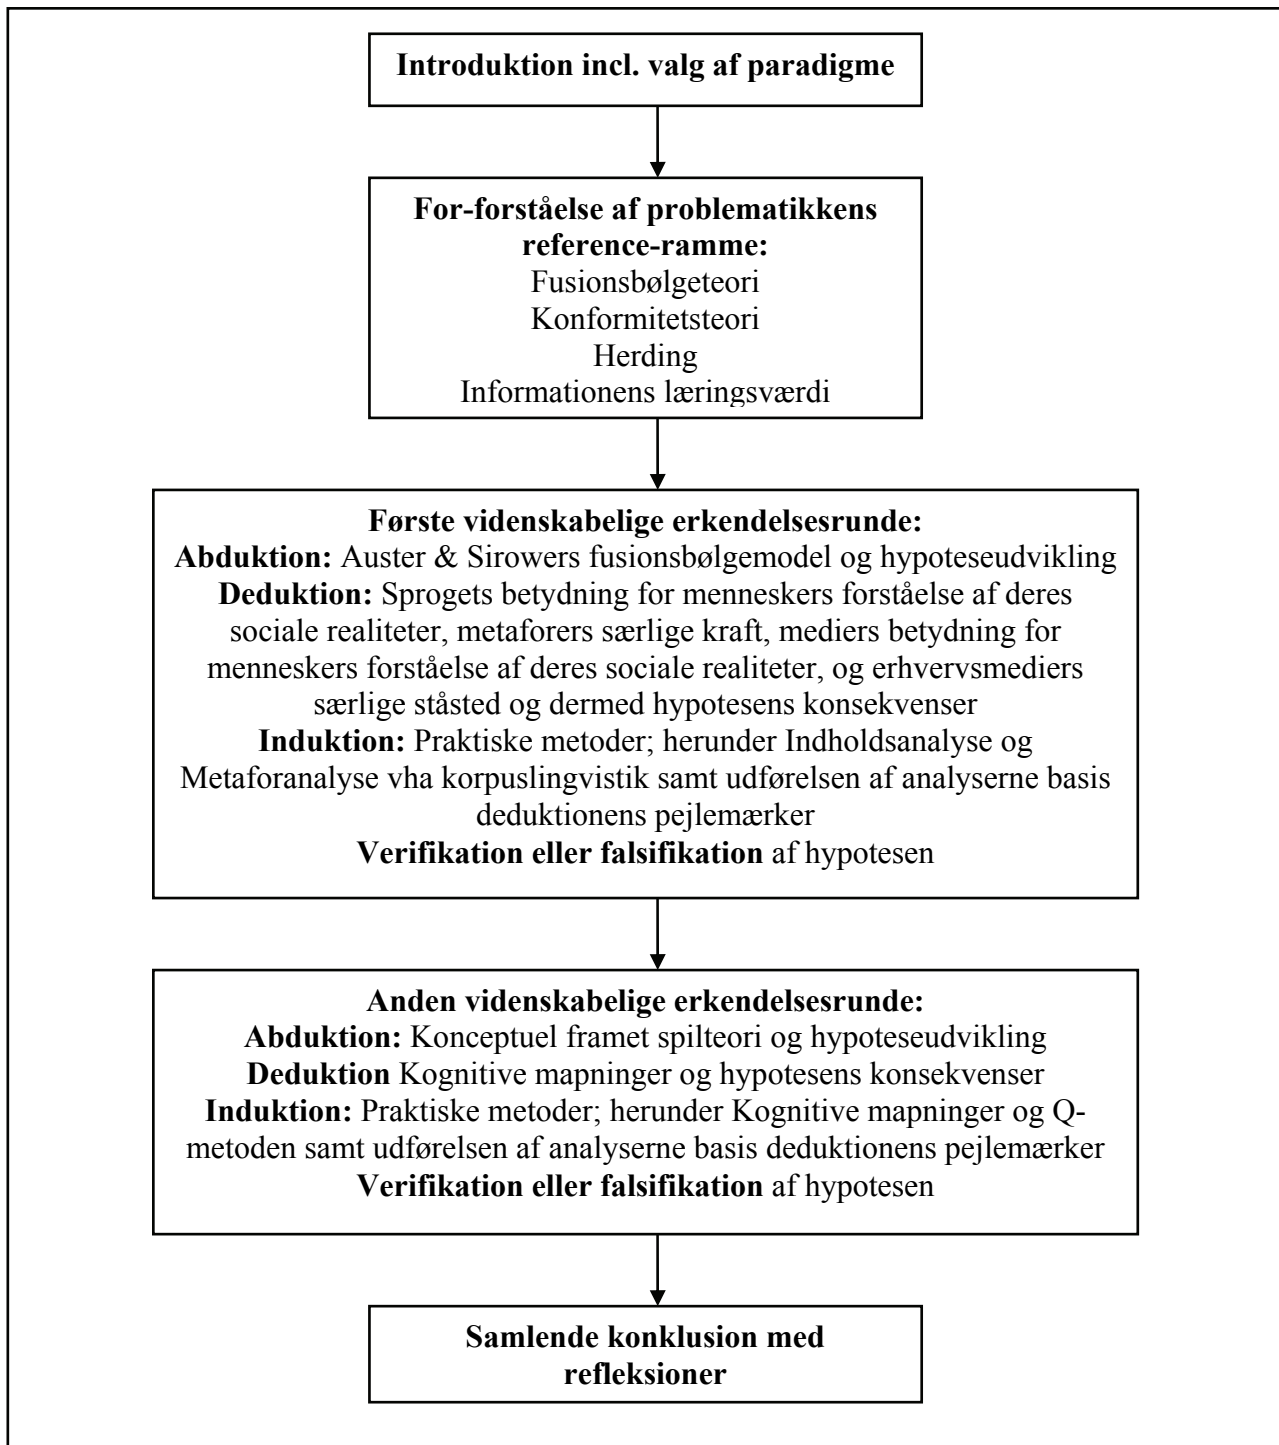 Introduktion incl. valg af paradigme
For-forståelse af problematikkens
reference-ramme:
Fusionsbølgeteori
Konformitetsteori
Herding
Informationens læringsværdi
Første videnskabelige erkendelsesrunde:
Abduktion: Auster & Sirowers fusionsbølgemodel og hypoteseudvikling
Deduktion: Sprogets betydning for menneskers forståelse af deres
sociale realiteter, metaforers særlige kraft, mediers betydning for
menneskers forståelse af deres sociale realiteter, og erhvervsmediers
særlige ståsted og dermed hypotesens konsekvenser
Induktion: Praktiske metoder; herunder Indholdsanalyse og
Metaforanalyse vha korpuslingvistik samt udførelsen af analyserne basis
deduktionens pejlemærker
Verifikation eller falsifikation af hypotesen
Anden videnskabelige erkendelsesrunde:
Abduktion: Konceptuel framet spilteori og hypoteseudvikling
Deduktion Kognitive mapninger og hypotesens konsekvenser
Induktion: Praktiske metoder; herunder Kognitive mapninger og Q-
metoden samt udførelsen af analyserne basis deduktionens pejlemærker
Verifikation eller falsifikation af hypotesen
Samlende konklusion med
refleksioner